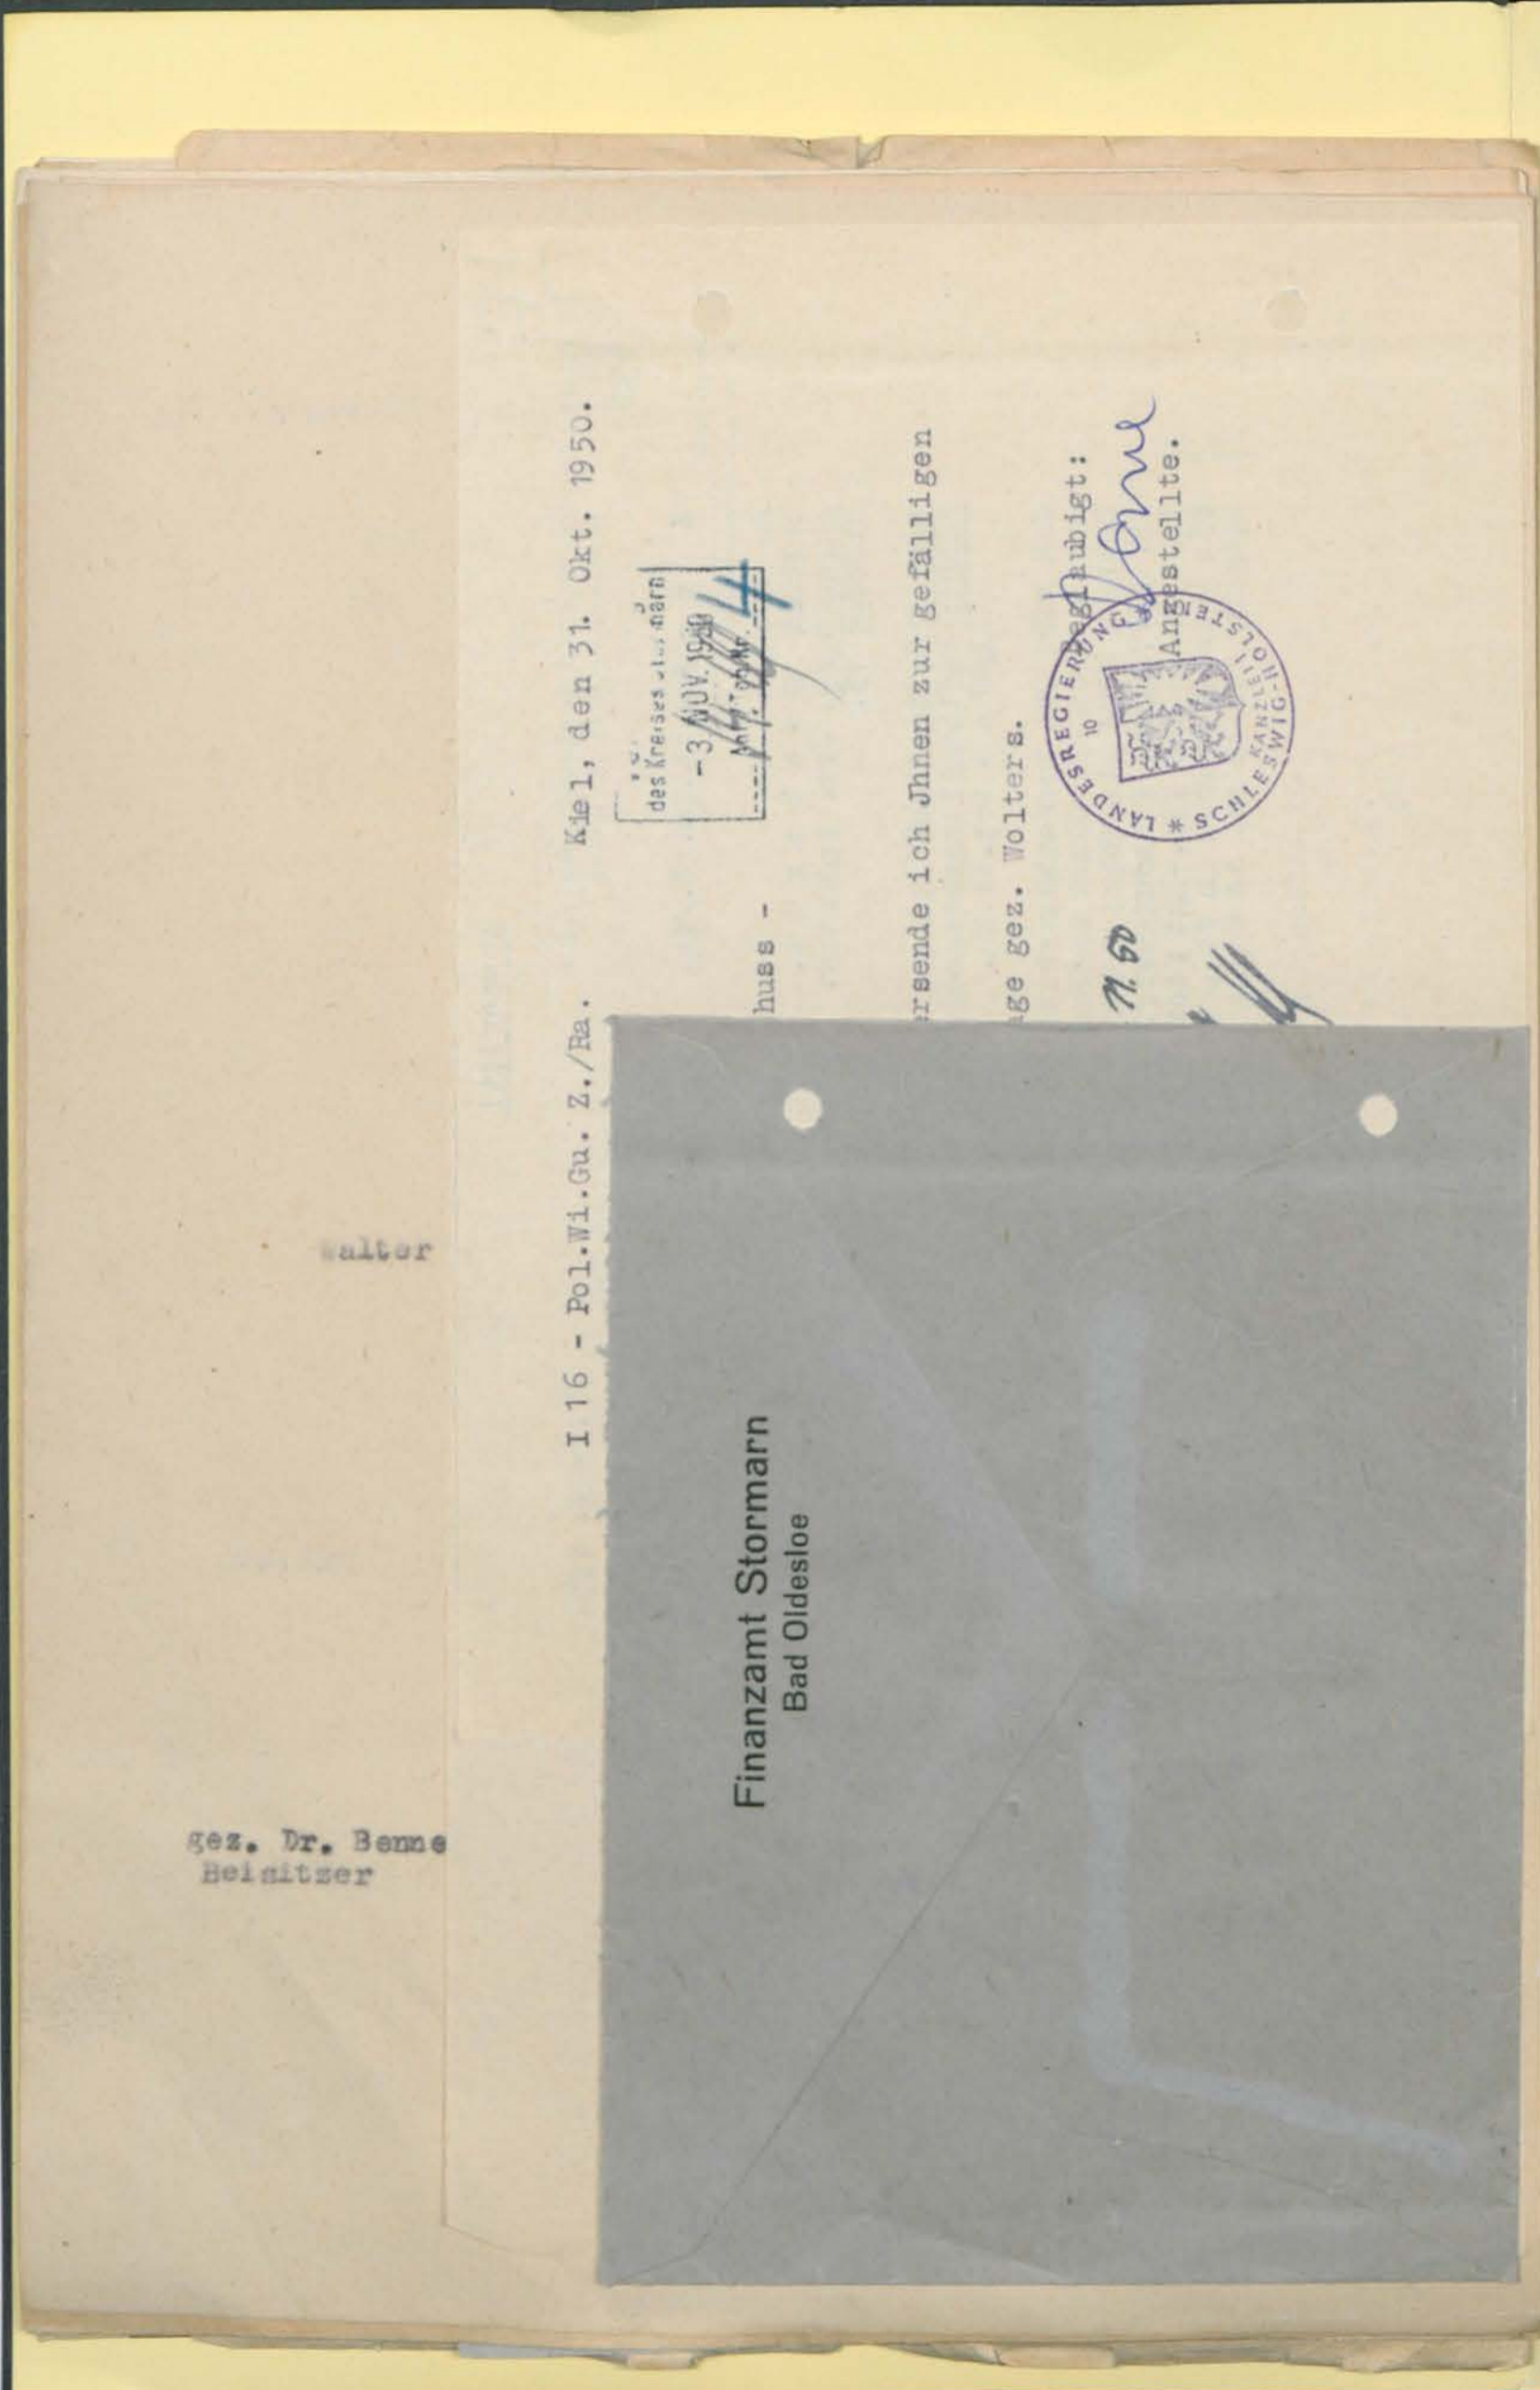 Walter
gez. Dr. Benne
Beisitzer
I 16 - Pol.Wi.Gu. Z./Ra.
Kiel, den 31. Okt. 1950.
des Kreises Stormarn
-3. NOV. 1950
huss -
ersende ich Jhnen zur gefälligen
age gez. Wolters.
Beglaubigt:
Angestellte.
LANDESREGIERUNG
* SCHLESWIG-HOLSTEIN
10
KANZLEI
Finanzamt Stormarn
Bad Oldesloe